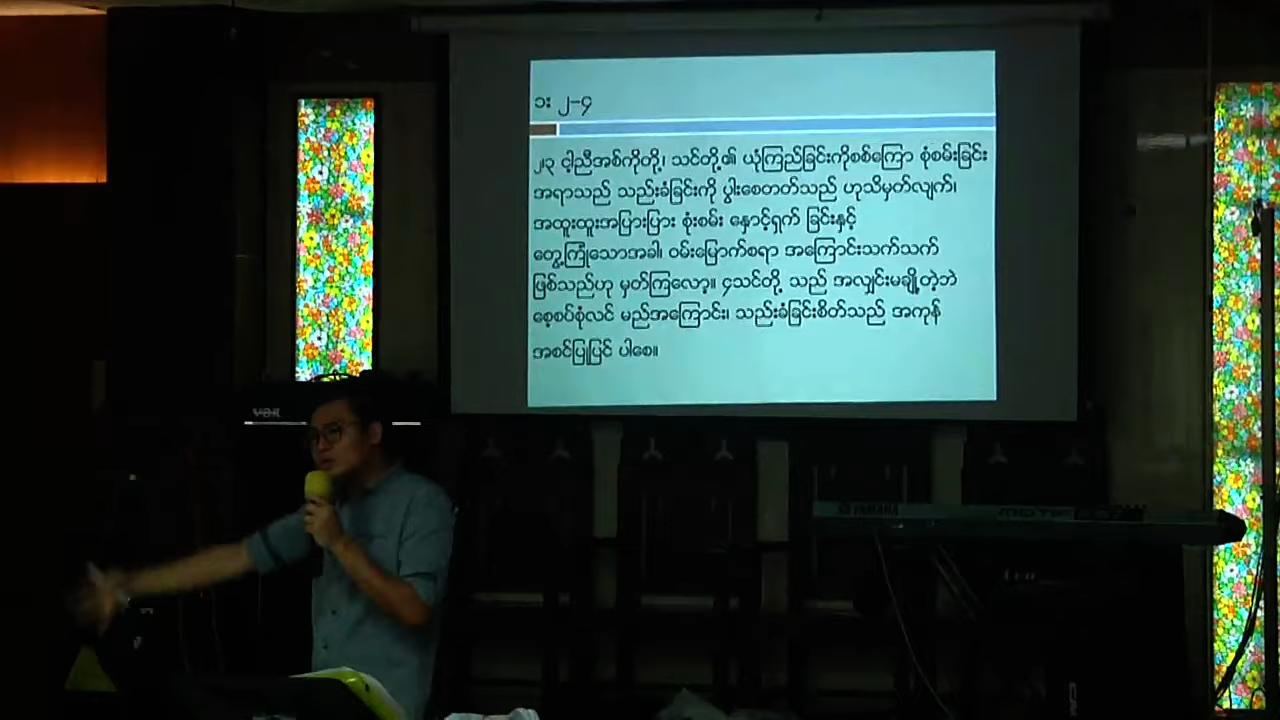 ၁း ၂-၄
၂၊၃ ငါ့ညီအစ်ကိုတို့၊ သင်တို့၏ ယုံကြည်ခြင်းကိုစစ်ကြော စုံစမ်းခြင်း
အရာသည် သည်းခံခြင်းကို ပွါးစေတတ်သည် ဟုသိမှတ်လျက်၊
အထူးထူးအပြားပြား စုံးစမ်း နှောင့်ရှက် ခြင်းနှင့်
တွေ့ကြုံသောအခါ၊ ဝမ်းမြောက်စရာ အကြောင်းသက်သက်
ဖြစ်သည်ဟု မှတ်ကြလော့။ ၄သင်တို့ သည် အလျှင်းမချို့တဲ့ဘဲ
စေ့စပ်စုံလင် မည်အကြောင်း၊ သည်းခံခြင်းစိတ်သည် အကုန်
အစင်ပြုပြင် ပါစေ။
YAMAHA
MOTIF